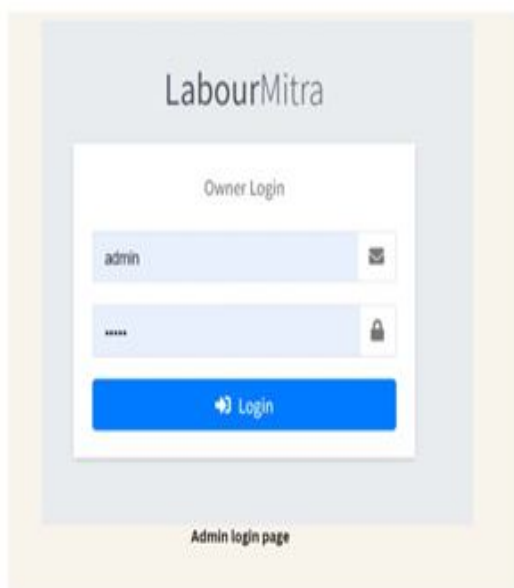 LabourMitra
Owner Login
admin
•••••
Login
Admin login page